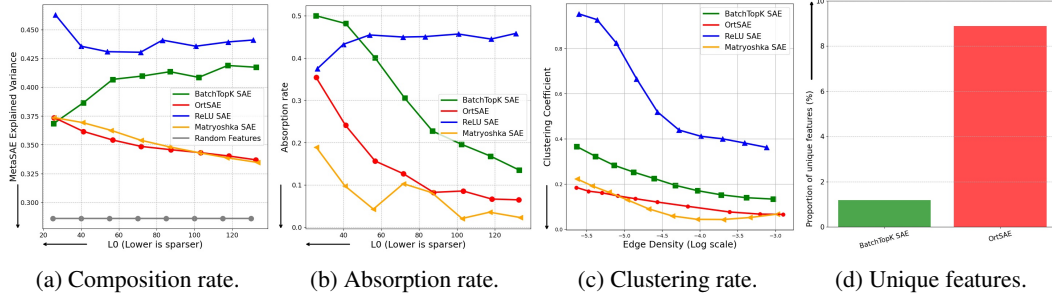 MetaSAE Explained Variance
0.450
0.425
0.400
0.375
0.350
0.325
0.300
20
40
60
80
100
120
L0 (Lower is sparser)
BatchTopK SAE
OrtSAE
ReLU SAE
Matryoshka SAE
Random Features
Absorption rate
0.5
0.4
0.3
0.2
0.1
0.0
20
40
60
80
100
120
L0 (Lower is sparser)
BatchTopK SAE
OrtSAE
ReLU SAE
Matryoshka SAE
Clustering Coefficient
0.8
0.6
0.4
0.2
0.0
−5.5
−5.0
−4.5
−4.0
−3.5
−3.0
Edge Density (Log scale)
BatchTopK SAE
OrtSAE
ReLU SAE
Matryoshka SAE
Proportion of unique features (%)
10
8
6
4
2
0
BatchTopK SAE
OrtSAE
(a) Composition rate.
(b) Absorption rate.
(c) Clustering rate.
(d) Unique features.